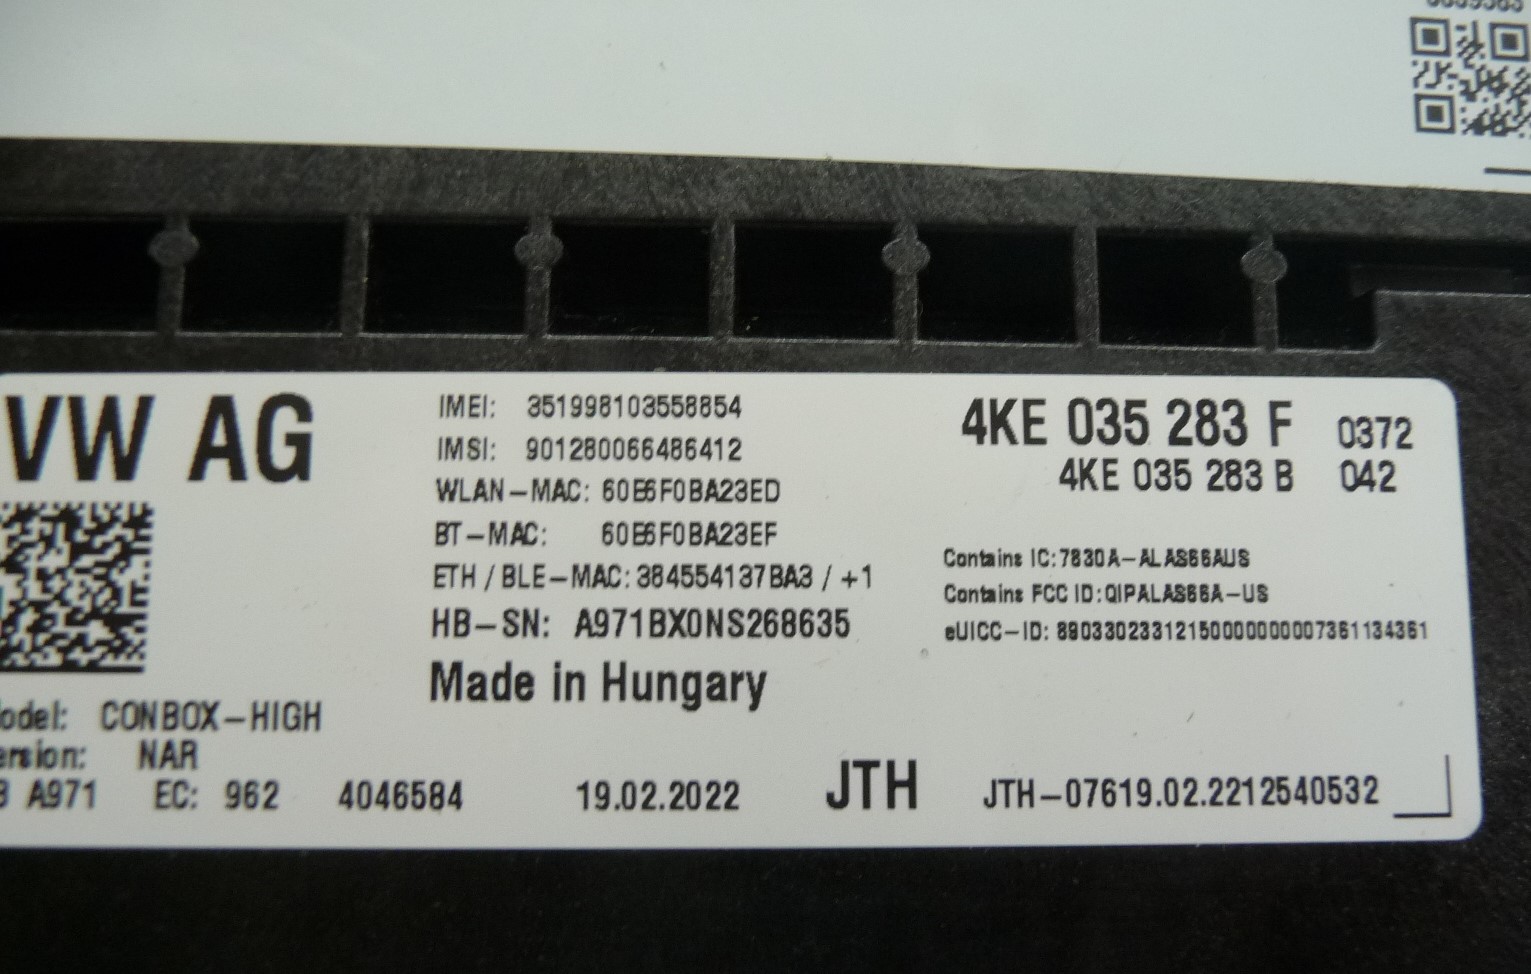 VW AG
IMEI: 351998103558854
IMSI: 901280066486412
WLAN-MAC: 60E6F0BA23ED
BT-MAC: 60E6F0BA23EF
ETH / BLE-MAC: 384554137BA3 / +1
HB-SN: A971BX0NS268635
Made in Hungary
4KE 035 283 F 0372
4KE 035 283 B 042
Contains IC:7830A-ALAS66AUS
Contains FCC ID:QIPALAS66A-US
eUICC-ID: 89033023312150000000007361134361
odel: CONBOX-HIGH
ersion: NAR
A971 EC: 962 4046584 19.02.2022 JTH JTH-07619.02.2212540532